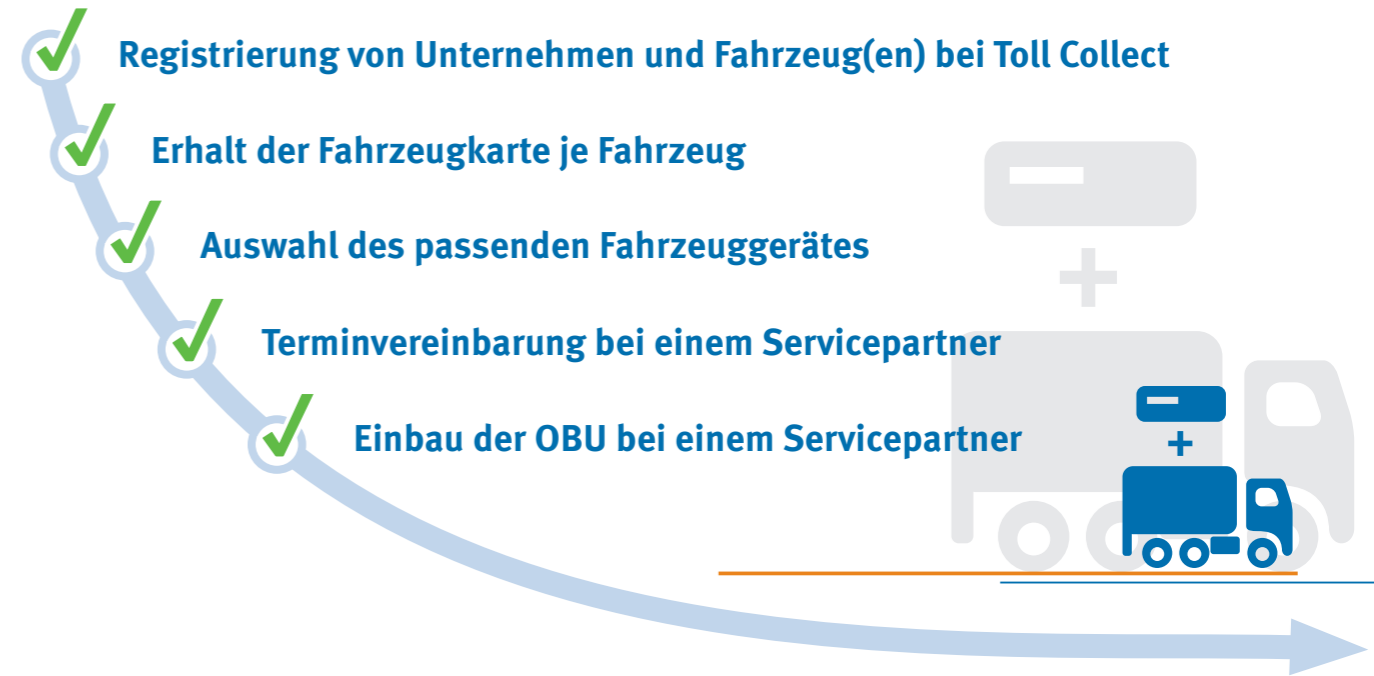 Registrierung von Unternehmen und Fahrzeug(en) bei Toll Collect
Erhalt der Fahrzeugkarte je Fahrzeug
Auswahl des passenden Fahrzeuggerätes
Terminvereinbarung bei einem Servicepartner
Einbau der OBU bei einem Servicepartner